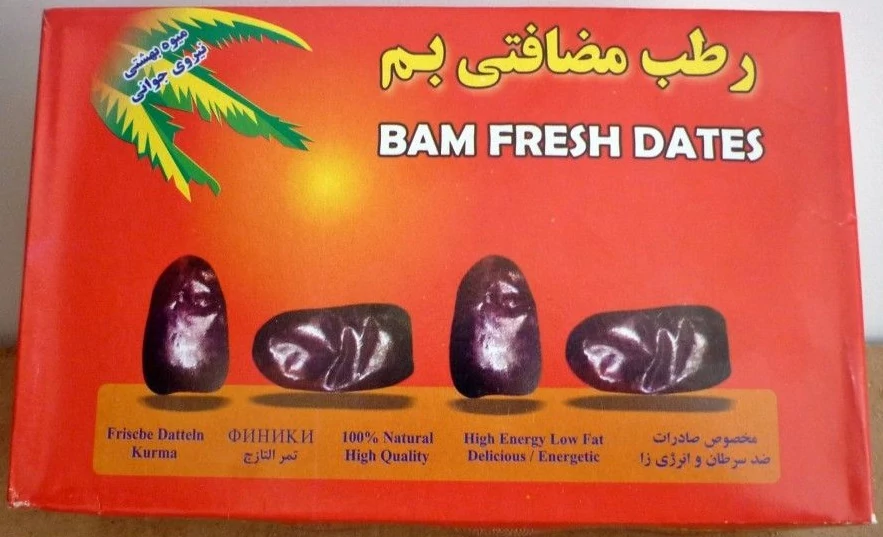 میوه بهشتی
نیروی جوانی
رطب مضافتی بم
BAM FRESH DATES
Frische Datteln
Kurma
ФИНИКИ
تمر التازج
100% Natural
High Quality
High Energy Low Fat
Delicious / Energetic
مخصوص صادرات
ضد سرطان و انرژی زا